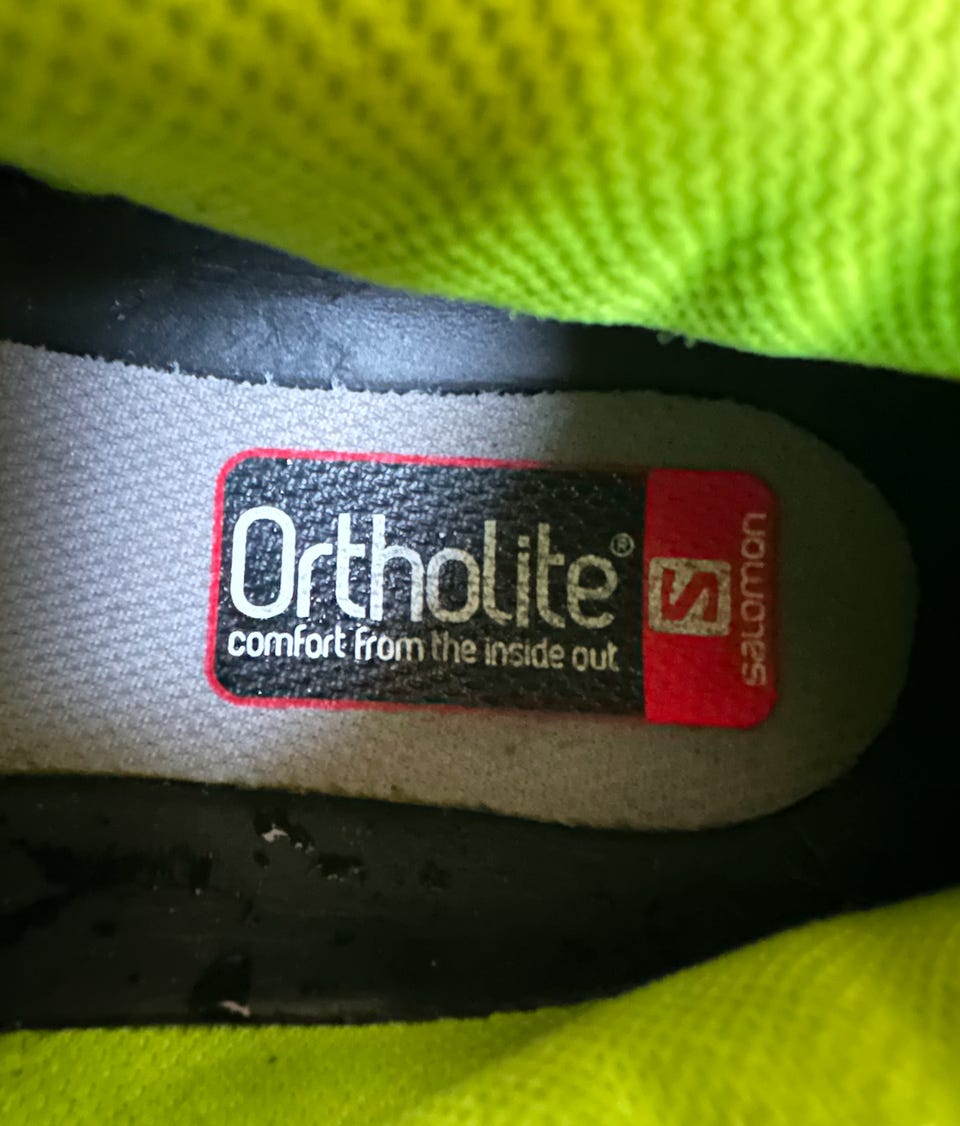 Ortholite®
comfort from the inside out
S
salomon